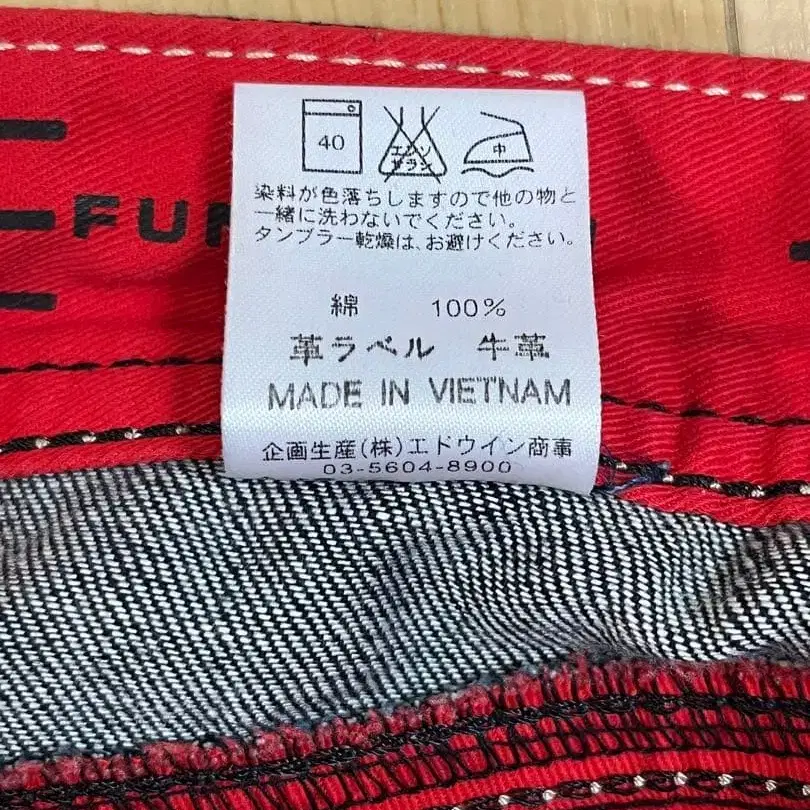 40
エンソ
サラシ
中
染料が色落ちしますので他の物と
一緒に洗わないでください。
タンブラー乾燥は、お避けください。
FUN
綿 100%
革ラベル 牛革
MADE IN VIETNAM
企画生産(株)エドウイン商事
03-5604-8900